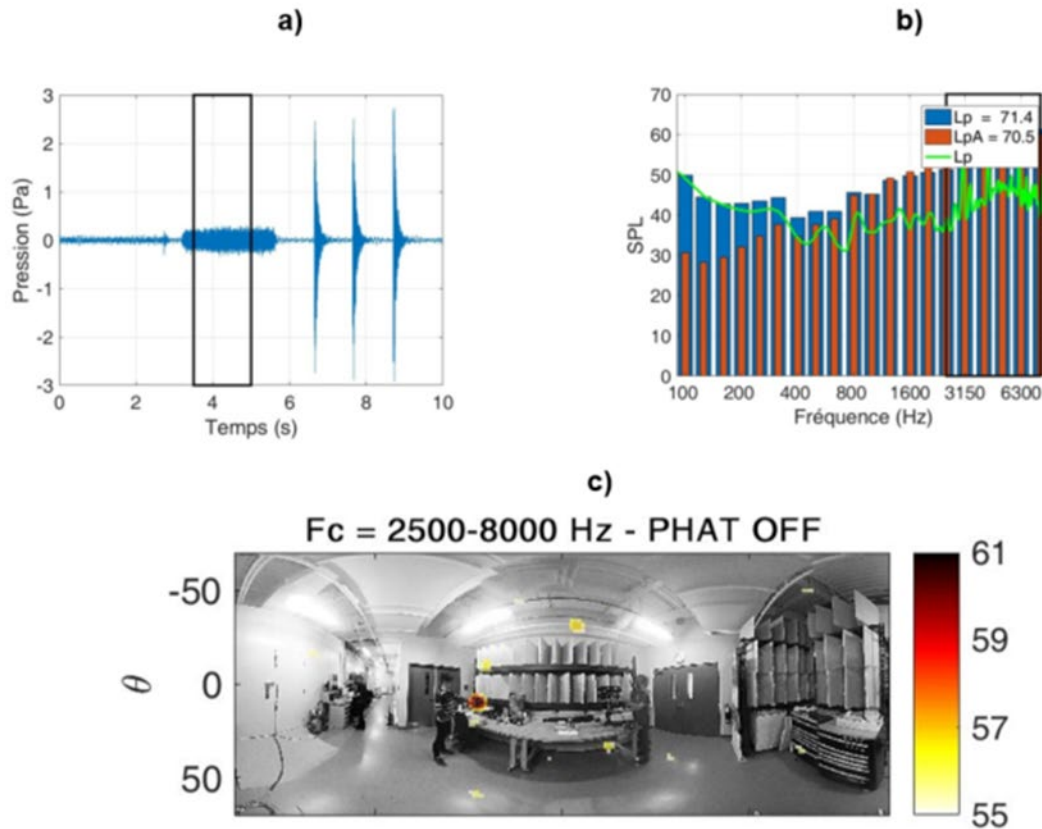 a)
b)
3
2
1
0
-1
-2
-3
Pression (Pa)
0 2 4 6 8 10
Temps (s)
70
60
50
40
30
20
10
0
SPL
Lp = 71.4
LpA = 70.5
Lp
100 200 400 800 1600 3150 6300
Fréquence (Hz)
c)
Fc = 2500-8000 Hz - PHAT OFF
-50
0
50
θ
61
59
57
55